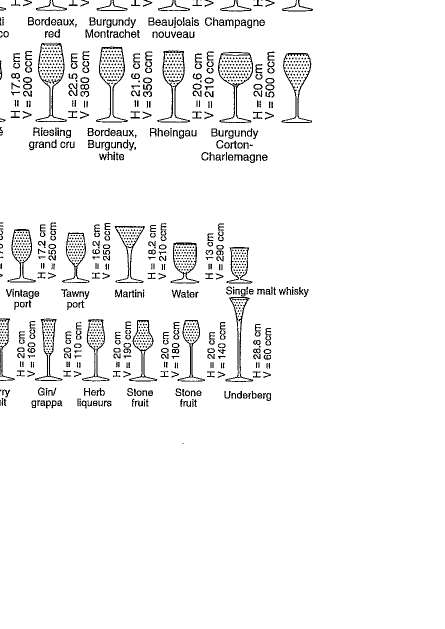 Bordeaux, red
Burgundy Montrachet
Beaujolais nouveau
Champagne
H = 17.8 cm
V = 200 ccm
H = 22.5 cm
V = 380 ccm
H = 21.6 cm
V = 350 ccm
H = 20.6 cm
V = 210 ccm
H = 20 cm
V = 500 ccm
Riesling grand cru
Bordeaux, Burgundy, white
Rheingau
Burgundy Corton-Charlemagne
H = 17.2 cm
V = 250 ccm
H = 16.2 cm
V = 250 ccm
H = 18.2 cm
V = 210 ccm
H = 13 cm
V = 290 ccm
Vintage port
Tawny port
Martini
Water
Single malt whisky
H = 20 cm
V = 160 ccm
H = 20 cm
V = 110 ccm
H = 20 cm
V = 190 ccm
H = 20 cm
V = 180 ccm
H = 20 cm
V = 140 ccm
H = 28.8 cm
V = 60 ccm
Gin/ grappa
Herb liqueurs
Stone fruit
Stone fruit
Underberg